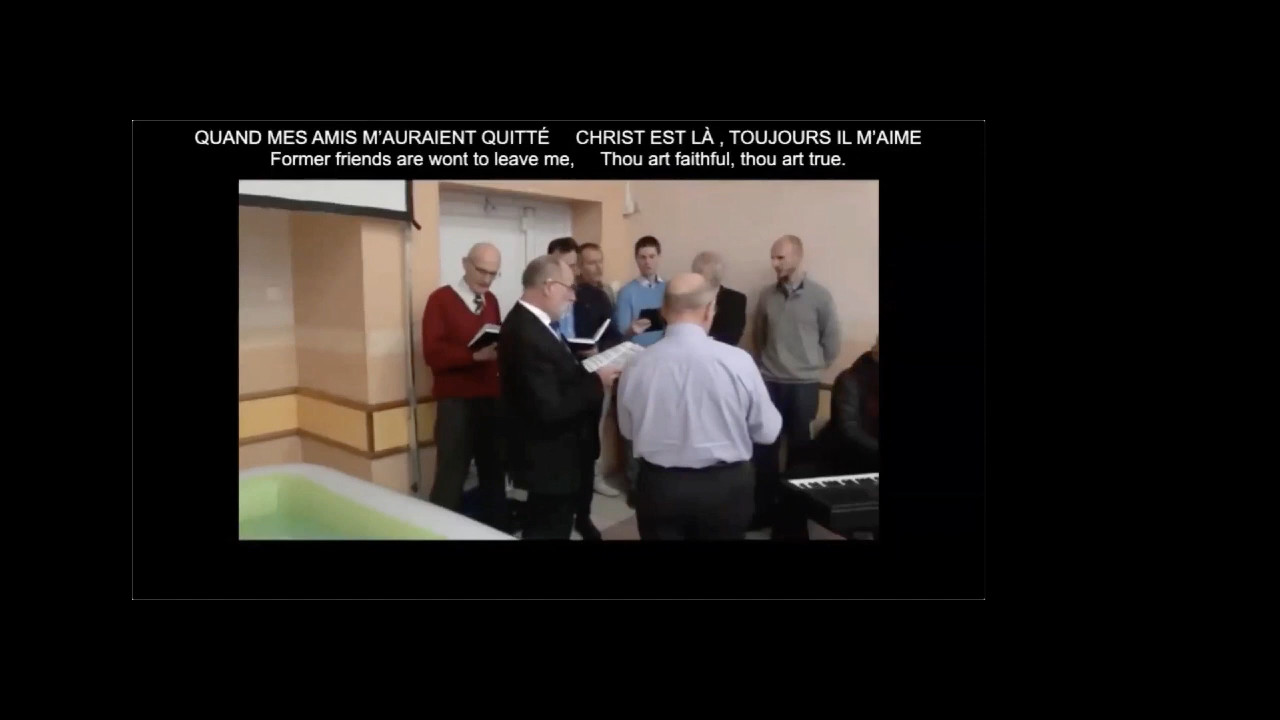 QUAND MES AMIS M'AURAIENT QUITTÉ CHRIST EST LÀ , TOUJOURS IL M'AIME
Former friends are wont to leave me, Thou art faithful, thou art true.